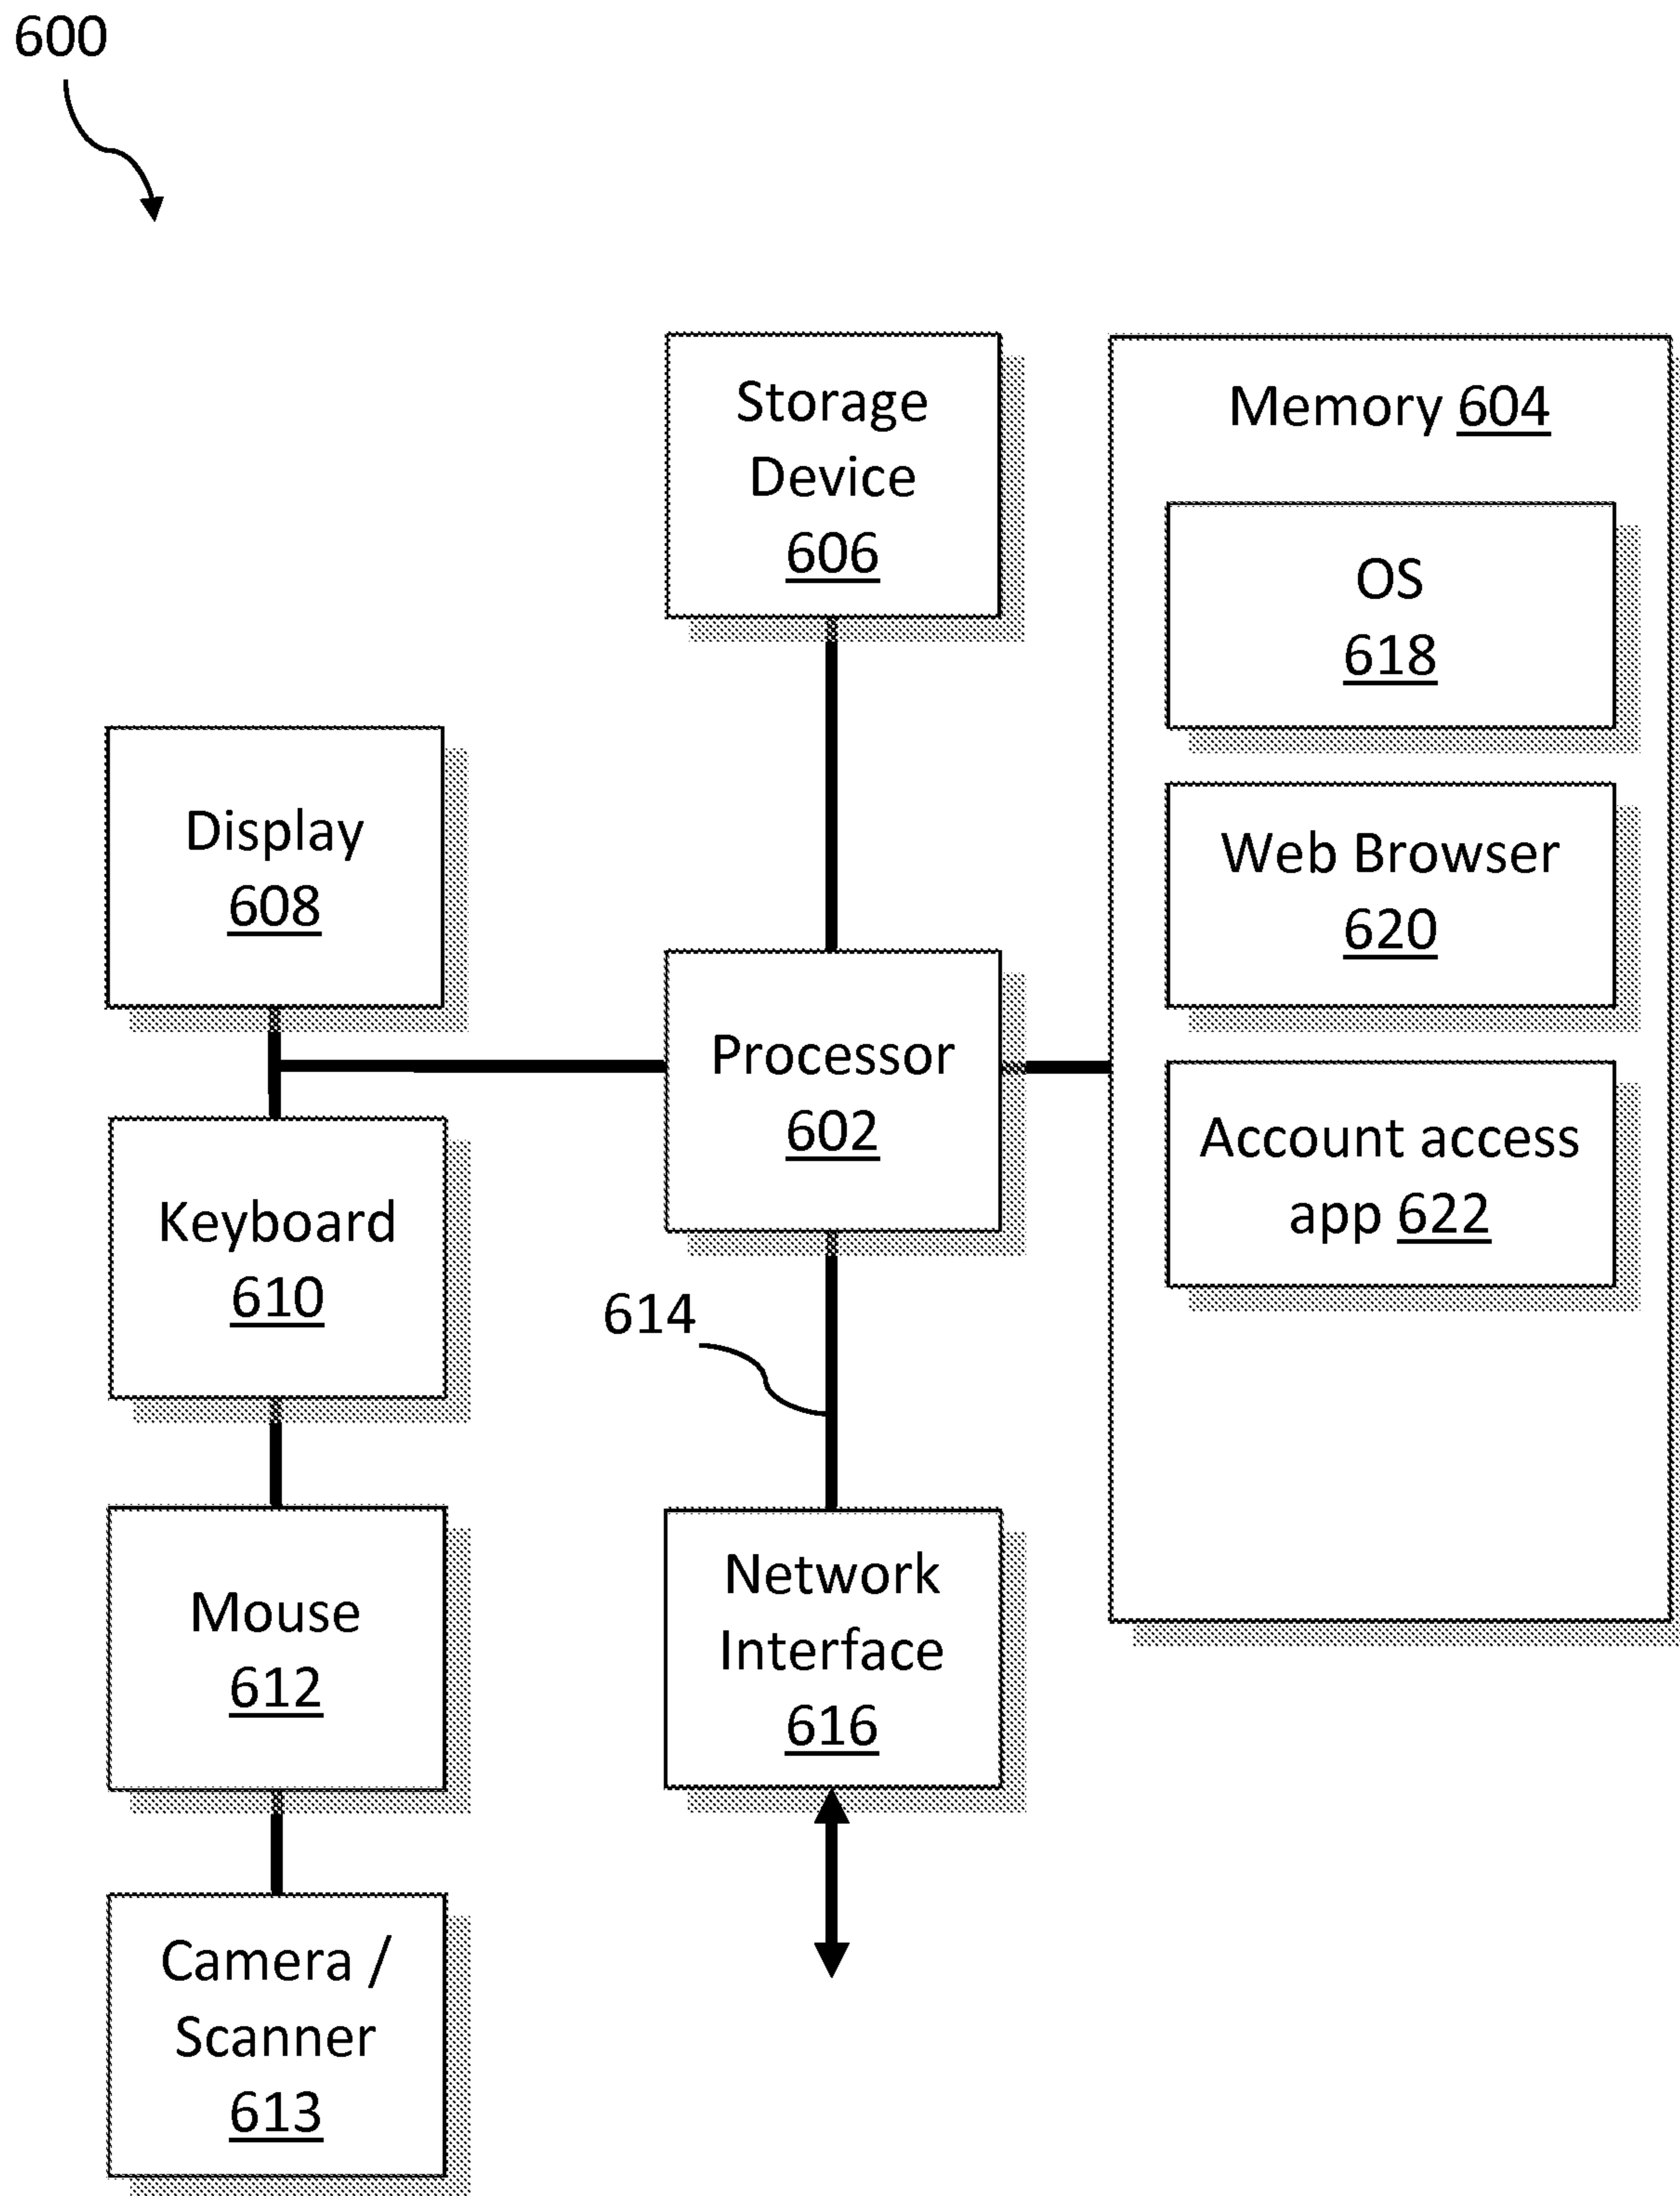 600
Storage
Device
606
Memory 604
OS
618
Web Browser
620
Account access
app 622
Display
608
Processor
602
Keyboard
610
614
Mouse
612
Network
Interface
616
Camera /
Scanner
613